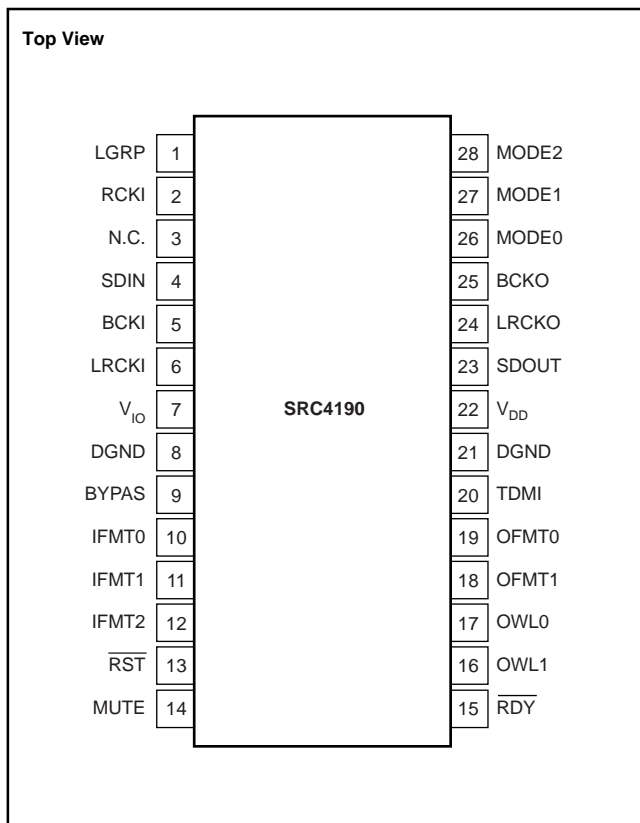 Top View
LGRP 1 28 MODE2
RCKI 2 27 MODE1
N.C. 3 26 MODE0
SDIN 4 25 BCKO
BCKI 5 24 LRCKO
LRCKI 6 23 SDOUT
VIO 7 SRC4190 22 VDD
DGND 8 21 DGND
BYPAS 9 20 TDMI
IFMT0 10 19 OFMT0
IFMT1 11 18 OFMT1
IFMT2 12 17 OWL0
R̅S̅T̅ 13 16 OWL1
MUTE 14 15 R̅D̅Y̅